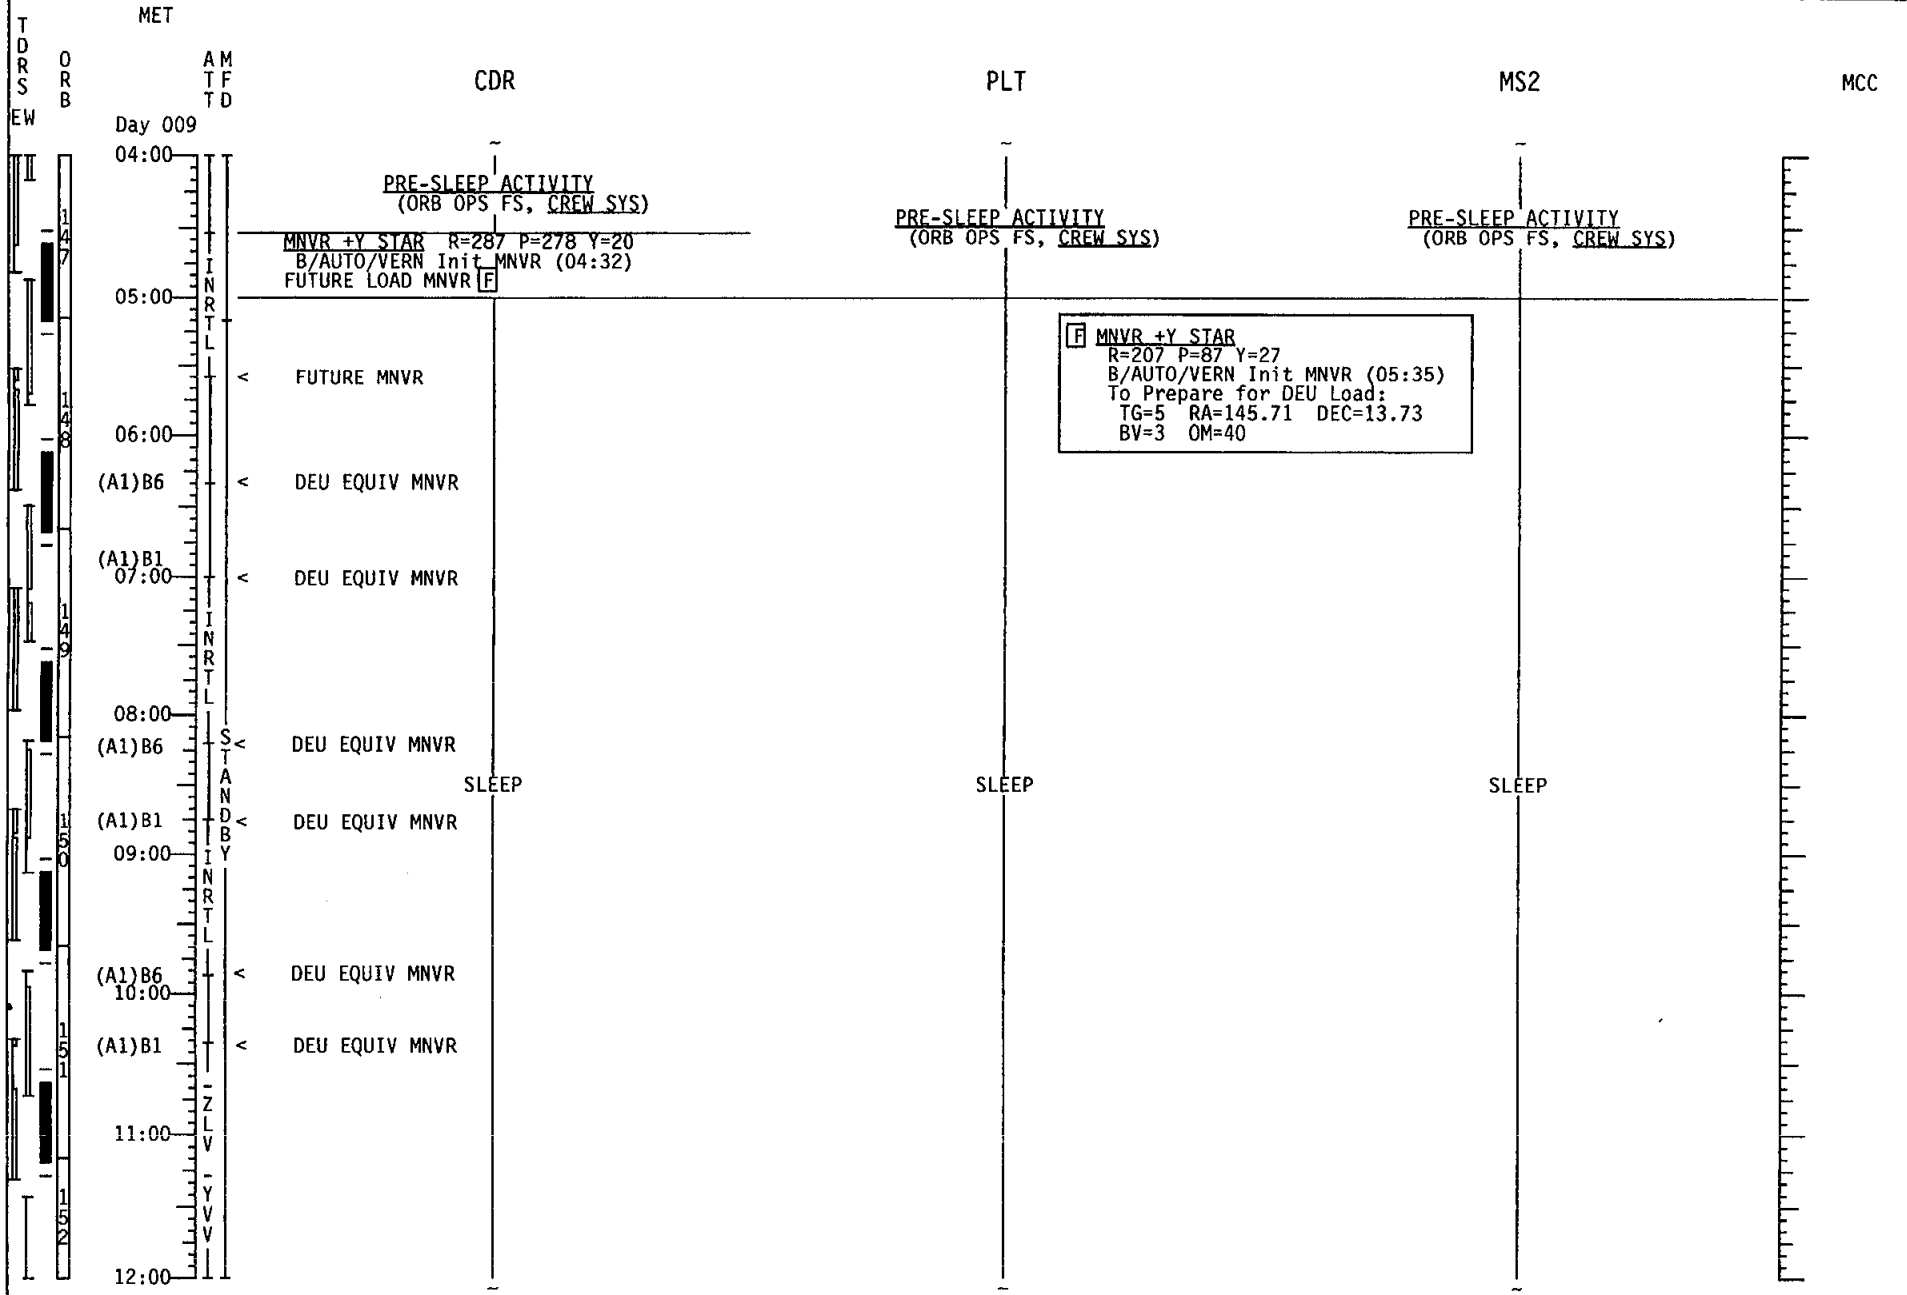 MET
TDRS
EW
ORB
ATT
MFD
CDR
PLT
MS2
MCC
Day 009
04:00
~
~
~
PRE-SLEEP ACTIVITY
(ORB OPS FS, CREW SYS)
PRE-SLEEP ACTIVITY
(ORB OPS FS, CREW SYS)
PRE-SLEEP ACTIVITY
(ORB OPS FS, CREW SYS)
147
MNVR +Y STAR R=287 P=278 Y=20
B/AUTO/VERN Init MNVR (04:32)
FUTURE LOAD MNVR F
INRTL
05:00
F MNVR +Y STAR
R=207 P=87 Y=27
B/AUTO/VERN Init MNVR (05:35)
To Prepare for DEU Load:
TG=5 RA=145.71 DEC=13.73
BV=3 OM=40
< FUTURE MNVR
148
06:00
(A1)B6 < DEU EQUIV MNVR
(A1)B1
07:00 < DEU EQUIV MNVR
149
INRTL
08:00
(A1)B6 < DEU EQUIV MNVR
STANDBY
SLEEP
SLEEP
SLEEP
(A1)B1 < DEU EQUIV MNVR
150
09:00
INRTL
(A1)B6 < DEU EQUIV MNVR
10:00
(A1)B1 < DEU EQUIV MNVR
151
-ZLV
11:00
-YVV
152
12:00
~
~
~